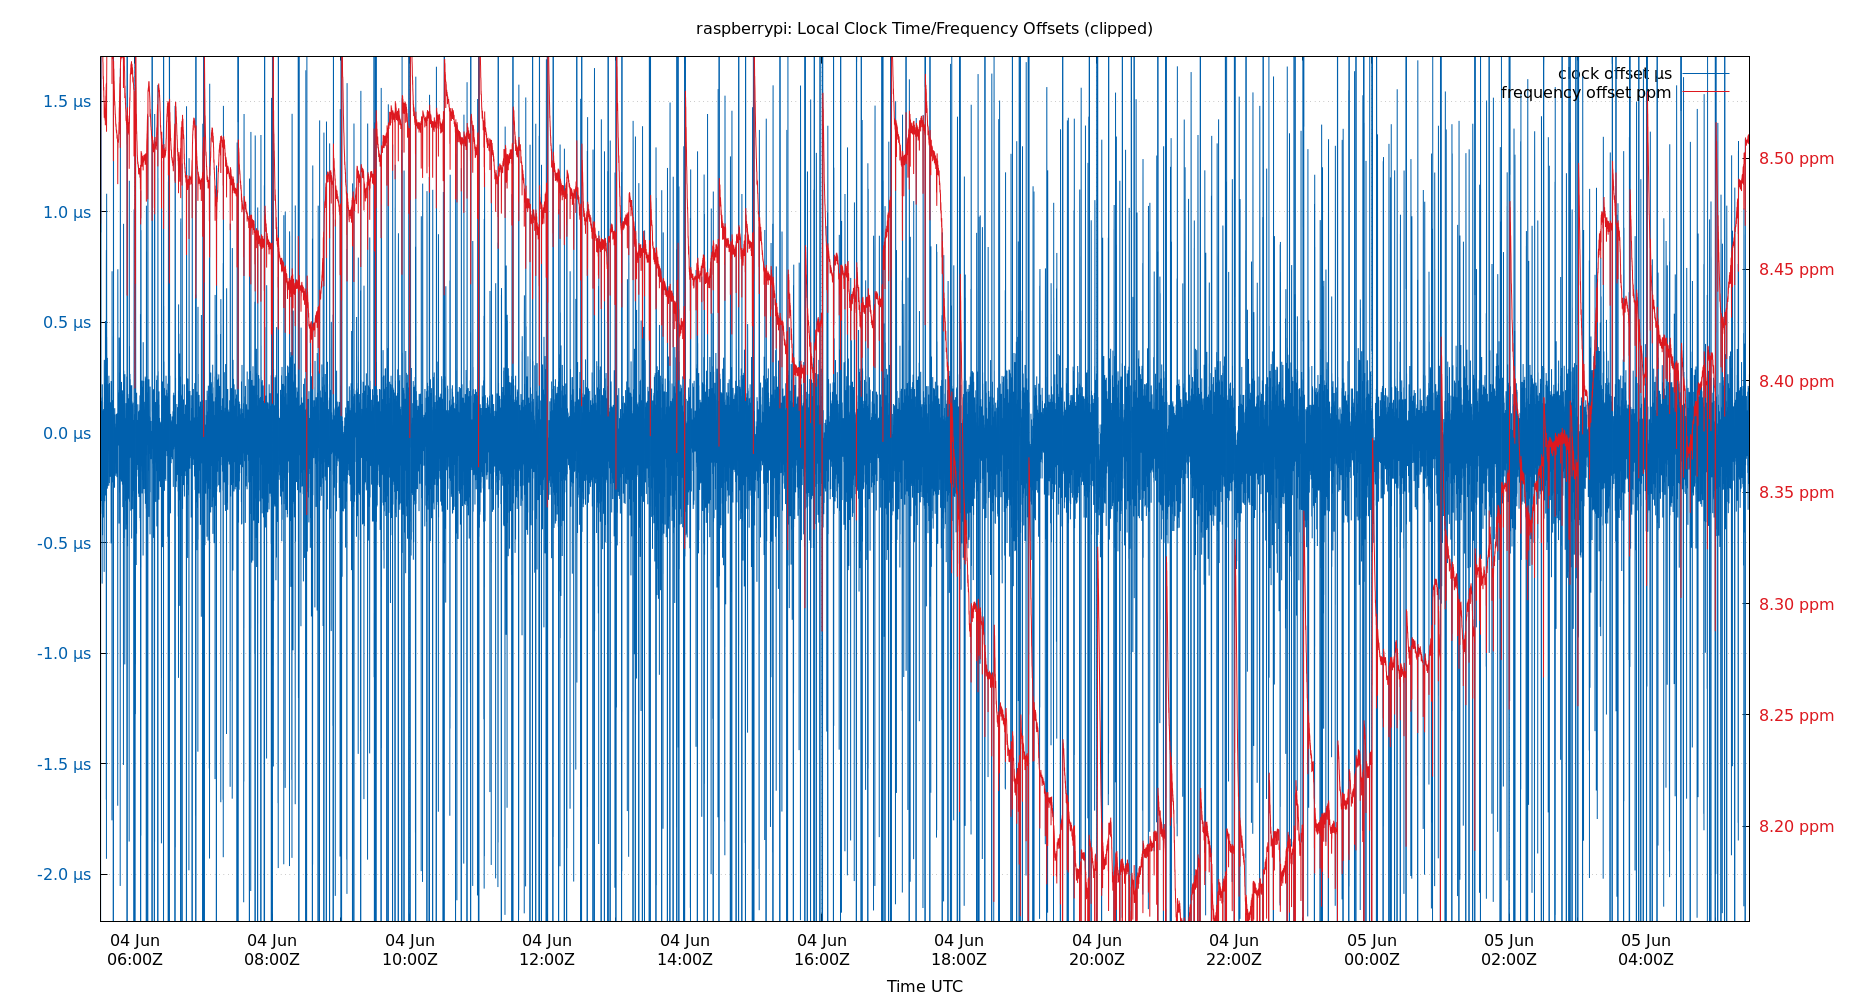 raspberrypi: Local Clock Time/Frequency Offsets (clipped)
clock offset µs
frequency offset ppm
1.5 µs
1.0 µs
0.5 µs
0.0 µs
-0.5 µs
-1.0 µs
-1.5 µs
-2.0 µs
8.50 ppm
8.45 ppm
8.40 ppm
8.35 ppm
8.30 ppm
8.25 ppm
8.20 ppm
04 Jun 04 Jun 04 Jun 04 Jun 04 Jun 04 Jun 04 Jun 04 Jun 04 Jun 05 Jun 05 Jun 05 Jun
06:00Z 08:00Z 10:00Z 12:00Z 14:00Z 16:00Z 18:00Z 20:00Z 22:00Z 00:00Z 02:00Z 04:00Z
Time UTC